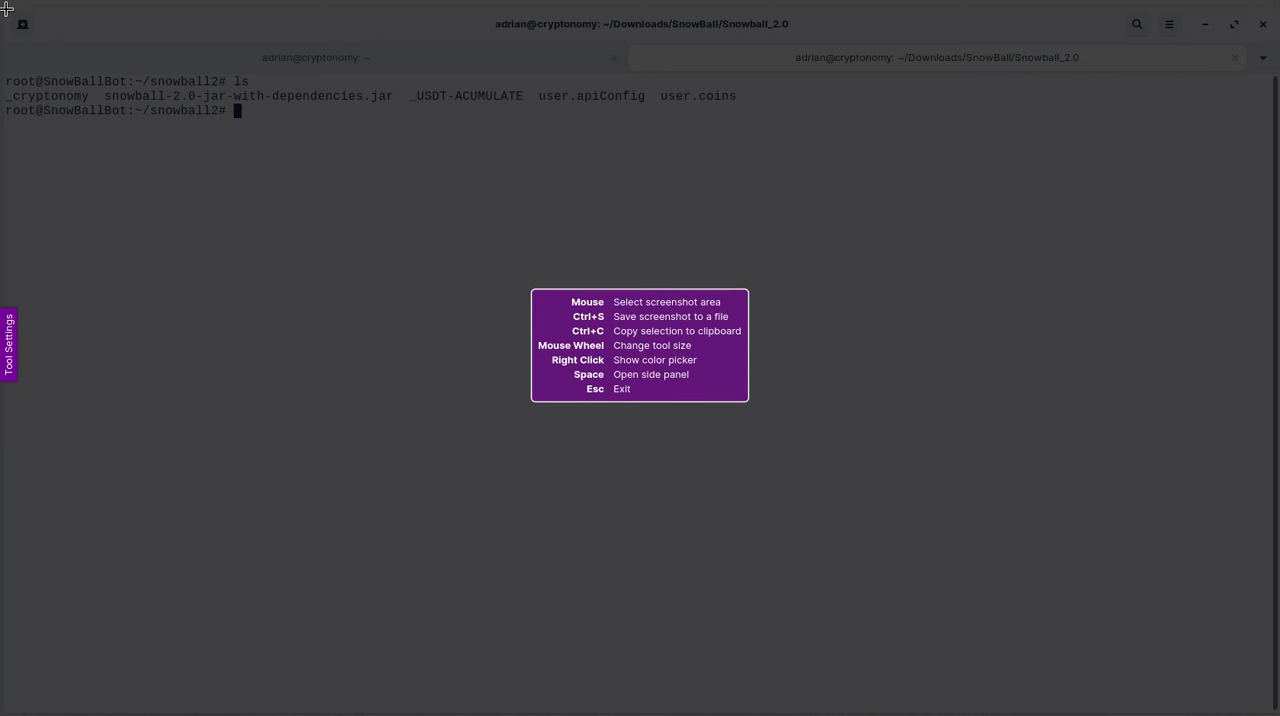 adrian@cryptonomy: ~/Downloads/SnowBall/Snowball_2.0
adrian@cryptonomy: ~
adrian@cryptonomy: ~/Downloads/SnowBall/Snowball_2.0
root@SnowBallBot:~/snowball2# ls
_cryptonomy  snowball-2.0-jar-with-dependencies.jar  _USDT-ACUMULATE  user.apiConfig  user.coins
root@SnowBallBot:~/snowball2#
Tool Settings
Mouse Select screenshot area
Ctrl+S Save screenshot to a file
Ctrl+C Copy selection to clipboard
Mouse Wheel Change tool size
Right Click Show color picker
Space Open side panel
Esc Exit